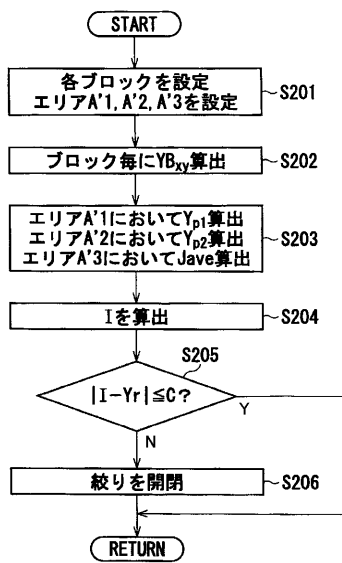 START
各ブロックを設定
エリアA'1, A'2, A'3を設定
S201
ブロック毎にYBxy算出
S202
エリアA'1においてYp1算出
エリアA'2においてYp2算出
エリアA'3においてJave算出
S203
Iを算出
S204
S205
|I-Yr|≦C?
Y
N
絞りを開閉
S206
RETURN